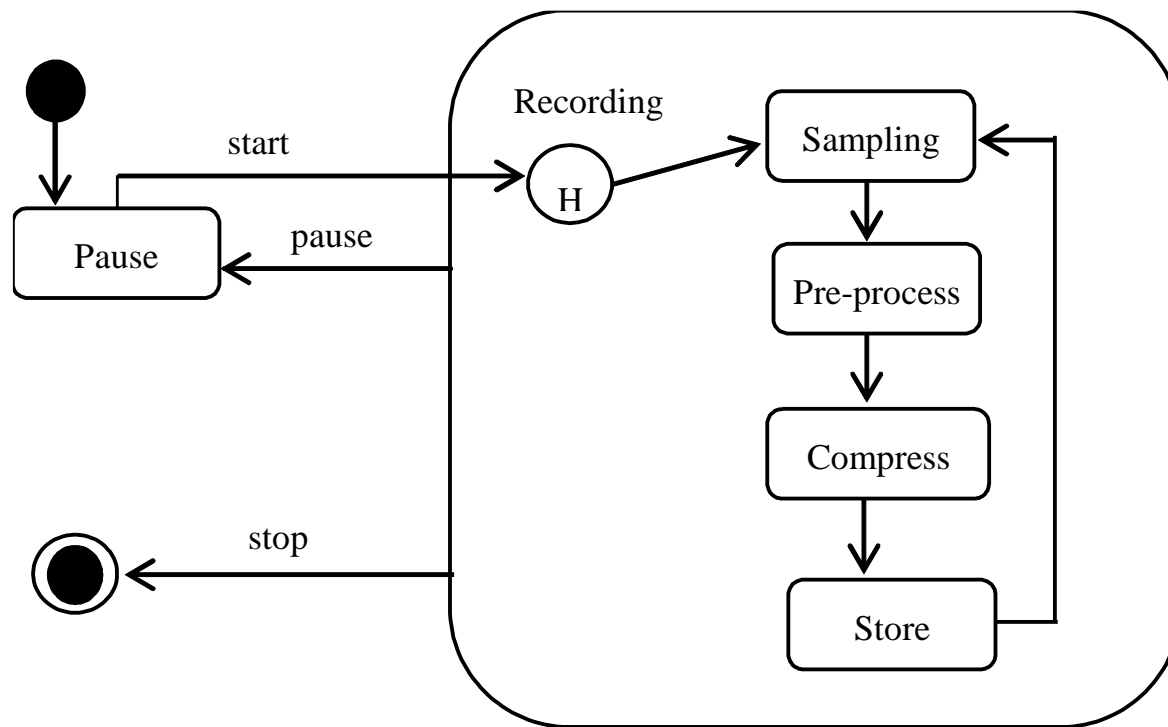 Recording
Sampling
start
H
pause
Pause
Pre-process
Compress
stop
Store